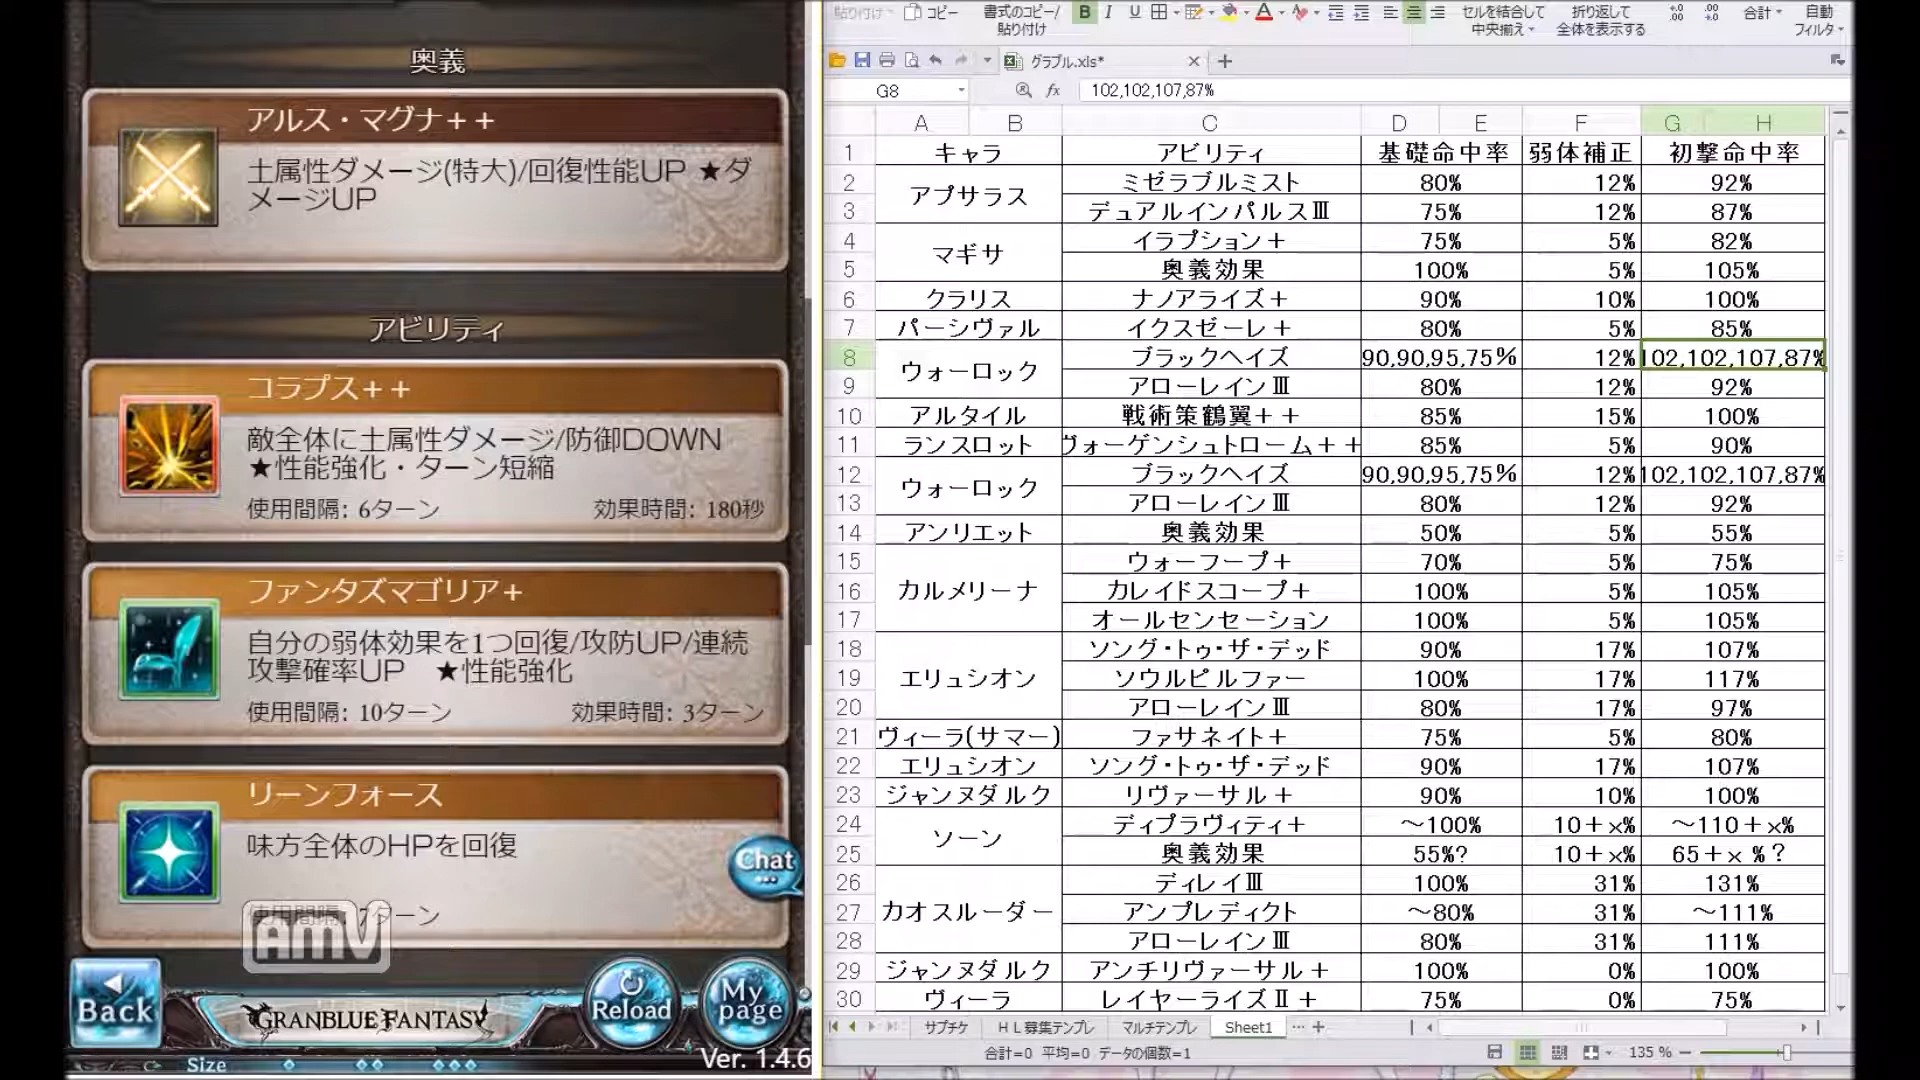 奥義
アルス・マグナ++
土属性ダメージ(特大)/回復性能UP ★ダ
メージUP
アビリティ
コラプス++
敵全体に土属性ダメージ/防御DOWN
★性能強化・ターン短縮
使用間隔: 6ターン 効果時間: 180秒
ファンタズマゴリア+
自分の弱体効果を1つ回復/攻防UP/連続
攻撃確率UP ★性能強化
使用間隔: 10ターン 効果時間: 3ターン
リーンフォース
味方全体のHPを回復
使用間隔: 7ターン
AMV
Chat
Back
GRANBLUE FANTASY
Reload
My page
Size
Ver. 1.4.6
貼り付け コピー 書式のコピー/ B I U セルを結合して 折り返して 合計 自動
貼り付け 中央揃え 全体を表示する フィルタ
グラブル.xls*
G8 fx 102,102,107,87%
A B C D E F G H
1 キャラ アビリティ 基礎命中率 弱体補正 初撃命中率
2 アプサラス ミゼラブルミスト 80% 12% 92%
3 デュアルインパルスⅢ 75% 12% 87%
4 マギサ イラプション+ 75% 5% 82%
5 奥義効果 100% 5% 105%
6 クラリス ナノアライズ+ 90% 10% 100%
7 パーシヴァル イクスゼーレ+ 80% 5% 85%
8 ウォーロック ブラックヘイズ 90,90,95,75% 12% 102,102,107,87%
9 アローレインⅢ 80% 12% 92%
10 アルタイル 戦術策鶴翼++ 85% 15% 100%
11 ランスロット ヴォーゲンシュトローム++ 85% 5% 90%
12 ウォーロック ブラックヘイズ 90,90,95,75% 12% 102,102,107,87%
13 アローレインⅢ 80% 12% 92%
14 アンリエット 奥義効果 50% 5% 55%
15 カルメリーナ ウォーフープ+ 70% 5% 75%
16 カレイドスコープ+ 100% 5% 105%
17 オールセンセーション 100% 5% 105%
18 エリュシオン ソング・トゥ・ザ・デッド 90% 17% 107%
19 ソウルピルファー 100% 17% 117%
20 アローレインⅢ 80% 17% 97%
21 ヴィーラ(サマー) ファサネイト+ 75% 5% 80%
22 エリュシオン ソング・トゥ・ザ・デッド 90% 17% 107%
23 ジャンヌダルク リヴァーサル+ 90% 10% 100%
24 ソーン ディプラヴィティ+ ～100% 10+x% ～110+x%
25 奥義効果 55%? 10+x% 65+x %?
26 カオスルーダー ディレイⅢ 100% 31% 131%
27 アンプレディクト ～80% 31% ～111%
28 アローレインⅢ 80% 31% 111%
29 ジャンヌダルク アンチリヴァーサル+ 100% 0% 100%
30 ヴィーラ レイヤーライズⅡ+ 75% 0% 75%
サプチケ HL募集テンプレ マルチテンプレ Sheet1 ... +
合計=0 平均=0 データの個数=1 135 %